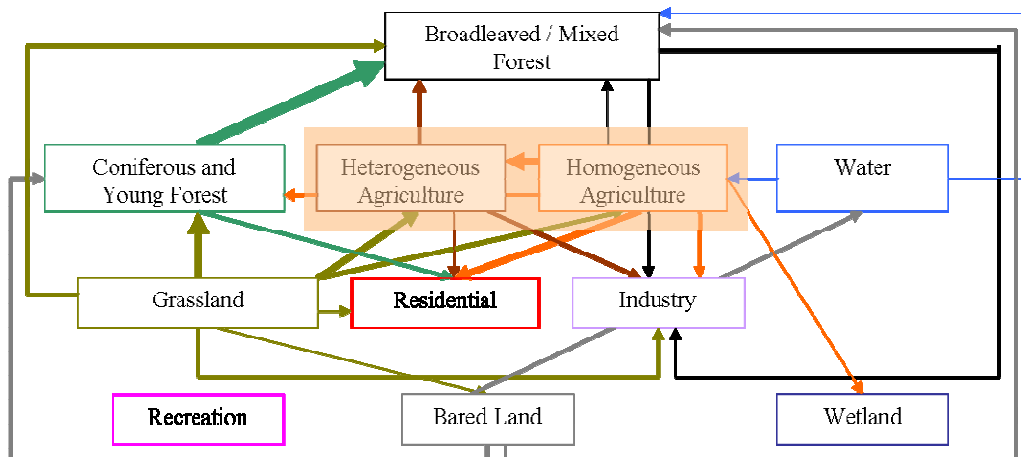 Broadleaved / Mixed
Forest
Coniferous and
Young Forest
Heterogeneous
Agriculture
Homogeneous
Agriculture
Water
Grassland
Residential
Industry
Recreation
Bared Land
Wetland